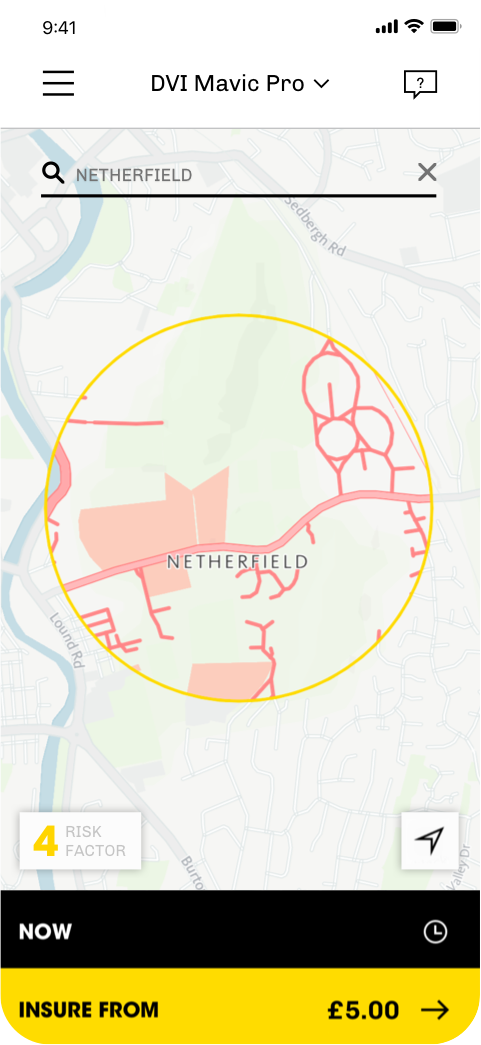 9:41
DVI Mavic Pro
?
NETHERFIELD
Sedbergh Rd
NETHERFIELD
Lound Rd
4 RISK
FACTOR
Burto
Valley Dr
NOW
INSURE FROM £5.00